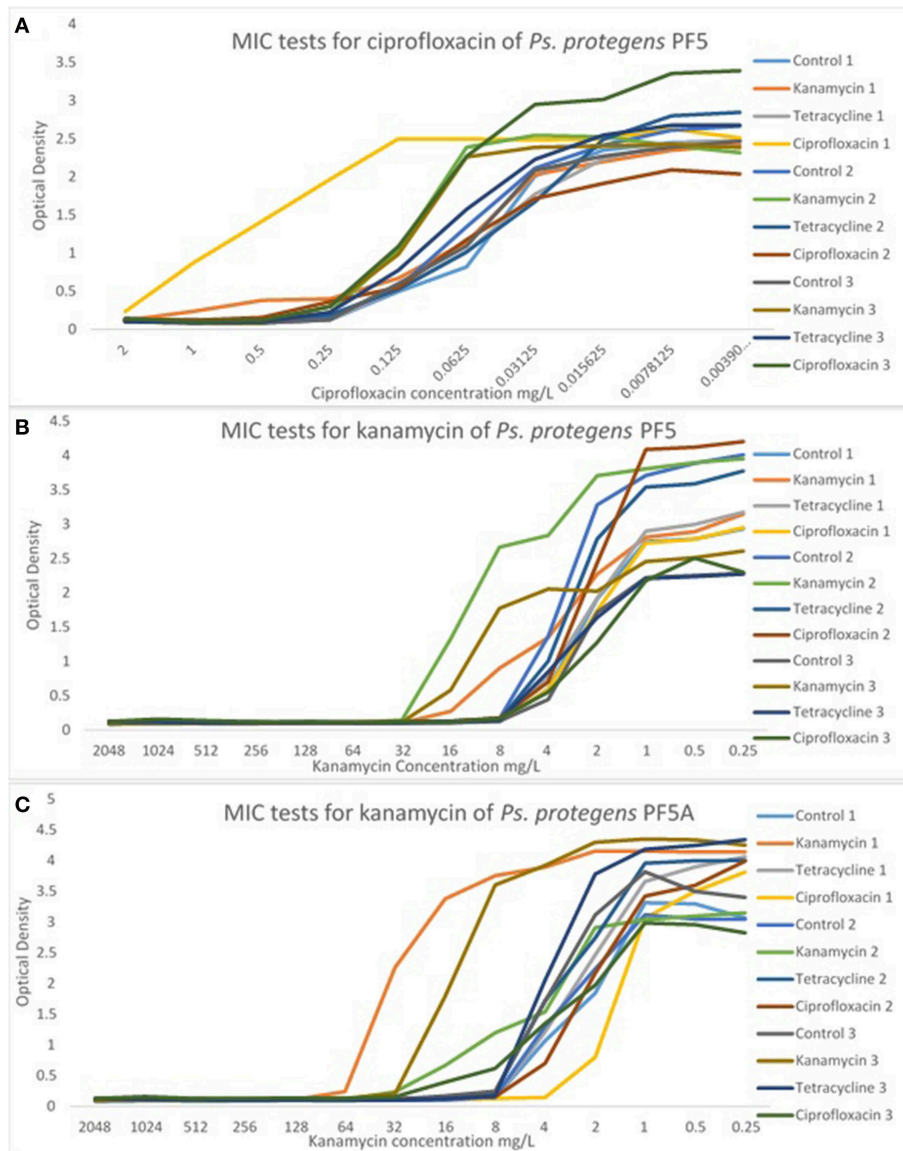 A
MIC tests for ciprofloxacin of Ps. protegens PF5
4
3.5
3
2.5
2
1.5
1
0.5
0
Optical Density
2
1
0.5
0.25
0.125
0.0625
0.03125
0.015625
0.0078125
0.00390...
Ciprofloxacin concentration mg/L
Control 1
Kanamycin 1
Tetracycline 1
Ciprofloxacin 1
Control 2
Kanamycin 2
Tetracycline 2
Ciprofloxacin 2
Control 3
Kanamycin 3
Tetracycline 3
Ciprofloxacin 3
B
MIC tests for kanamycin of Ps. protegens PF5
4.5
4
3.5
3
2.5
2
1.5
1
0.5
0
Optical Density
2048 1024 512 256 128 64 32 16 8 4 2 1 0.5 0.25
Kanamycin Concentration mg/L
Control 1
Kanamycin 1
Tetracycline 1
Ciprofloxacin 1
Control 2
Kanamycin 2
Tetracycline 2
Ciprofloxacin 2
Control 3
Kanamycin 3
Tetracycline 3
Ciprofloxacin 3
C
MIC tests for kanamycin of Ps. protegens PF5A
5
4.5
4
3.5
3
2.5
2
1.5
1
0.5
0
Optical Density
2048 1024 512 256 128 64 32 16 8 4 2 1 0.5 0.25
Kanamycin concentration mg/L
Control 1
Kanamycin 1
Tetracycline 1
Ciprofloxacin 1
Control 2
Kanamycin 2
Tetracycline 2
Ciprofloxacin 2
Control 3
Kanamycin 3
Tetracycline 3
Ciprofloxacin 3